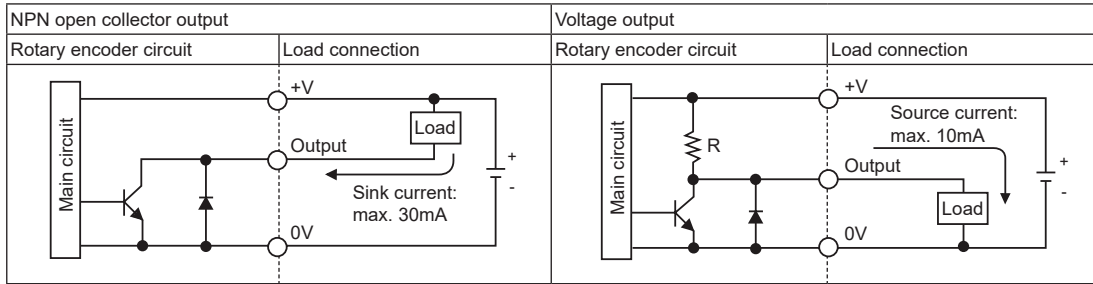 NPN open collector output
Voltage output
Rotary encoder circuit
Load connection
Rotary encoder circuit
Load connection
Main circuit
+V
Load
Output
Sink current:
max. 30mA
0V
+
-
Main circuit
R
+V
Source current:
max. 10mA
Output
Load
0V
+
-